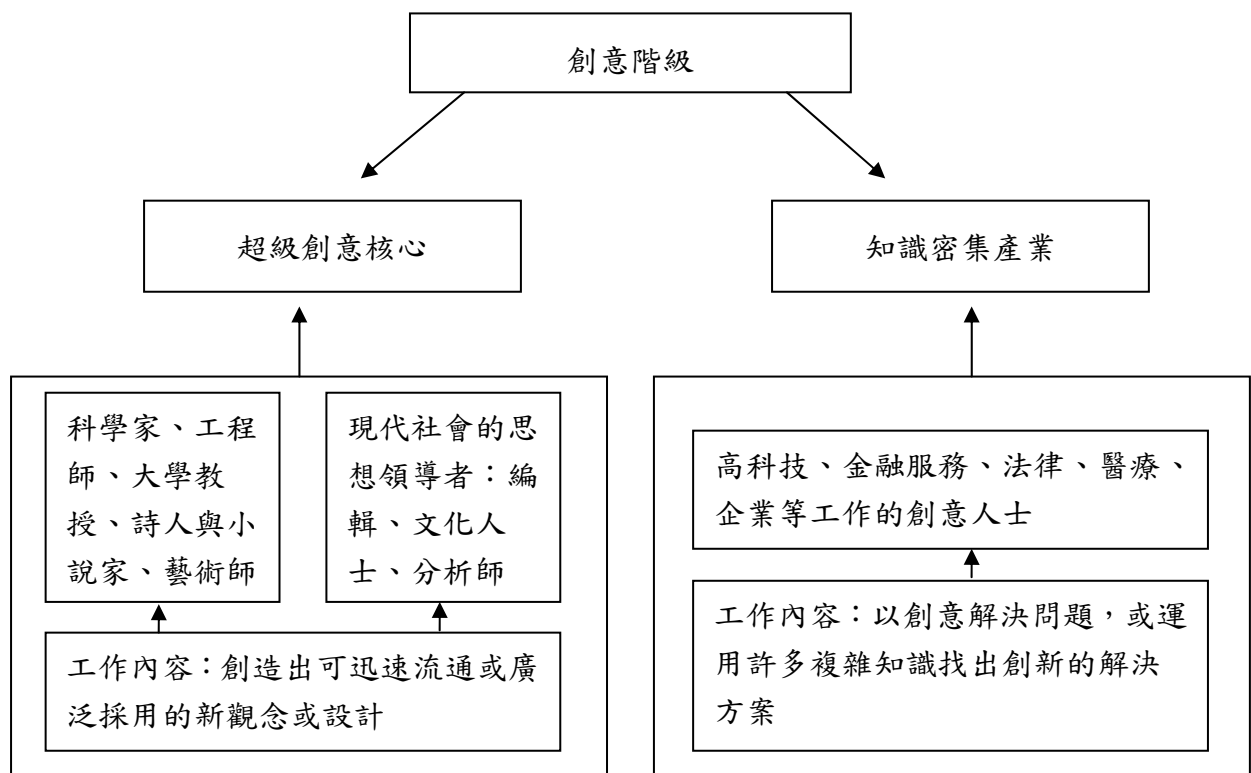 創意階級
超級創意核心
知識密集產業
科學家、工程
師、大學教
授、詩人與小
說家、藝術師
現代社會的思
想領導者：編
輯、文化人
士、分析師
工作內容：創造出可迅速流通或廣
泛採用的新觀念或設計
高科技、金融服務、法律、醫療、
企業等工作的創意人士
工作內容：以創意解決問題，或運
用許多複雜知識找出創新的解決
方案